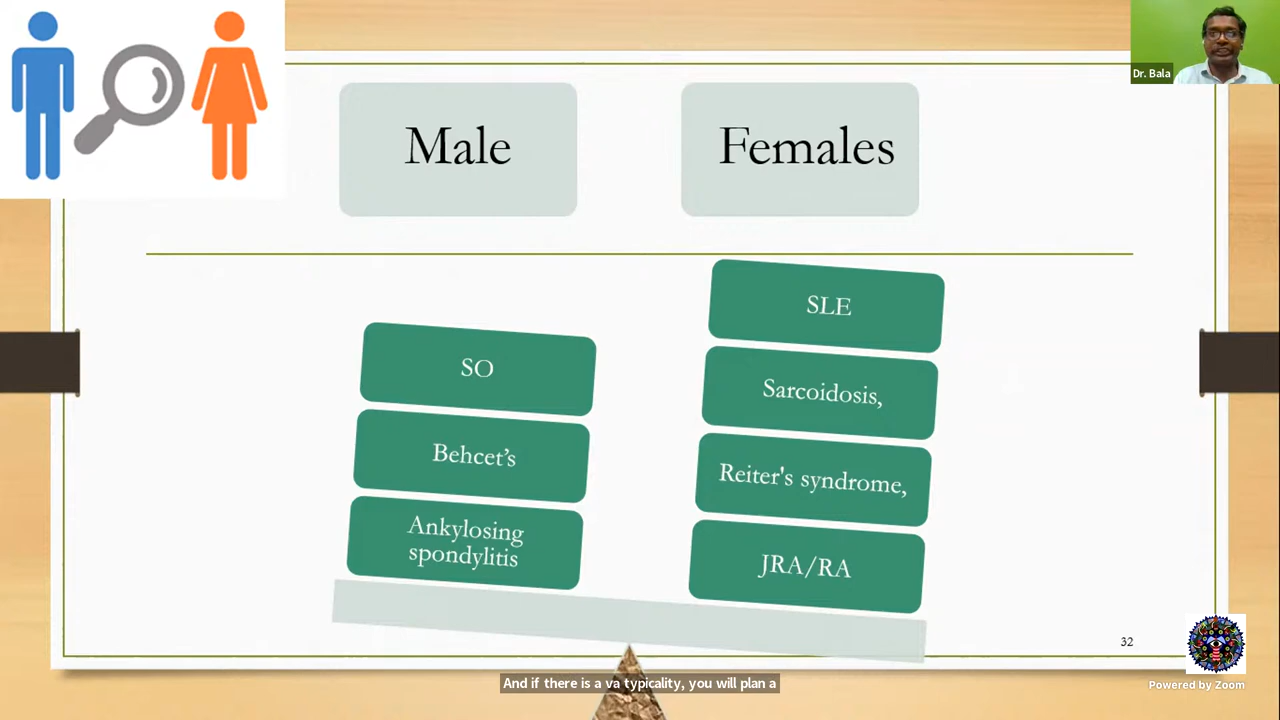 Dr. Bala
Male
Females
SO
Behcet’s
Ankylosing
spondylitis
SLE
Sarcoidosis,
Reiter's syndrome,
JRA/RA
32
And if there is a va typicality, you will plan a
Powered by Zoom